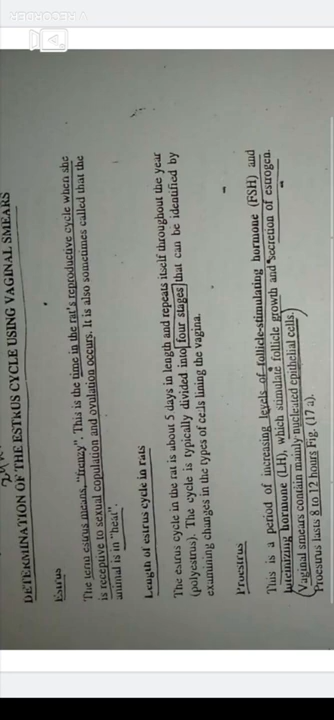 DETERMINATION OF THE ESTRUS CYCLE USING VAGINAL SMEARS
Estrus
The term estrus means, "frenzy". This is the time in the rat's reproductive cycle when she
is receptive to sexual copulation and ovulation occurs. It is also sometimes called that the
animal is in "heat".
Length of estrus cycle in rats
The estrus cycle in the rat is about 5 days in length and repeats itself throughout the year
(polyestrus). The cycle is typically divided into four stages that can be identified by
examining changes in the types of cells lining the vagina.
Proestrus
This is a period of increasing levels of follicle-stimulating hormone (FSH) and
luteinizing hormone (LH), which stimulate follicle growth and secretion of estrogen.
Vaginal smears contain mainly nucleated epithelial cells.
Proestrus lasts 8 to 12 hours Fig. (17 a).
V RECORDER